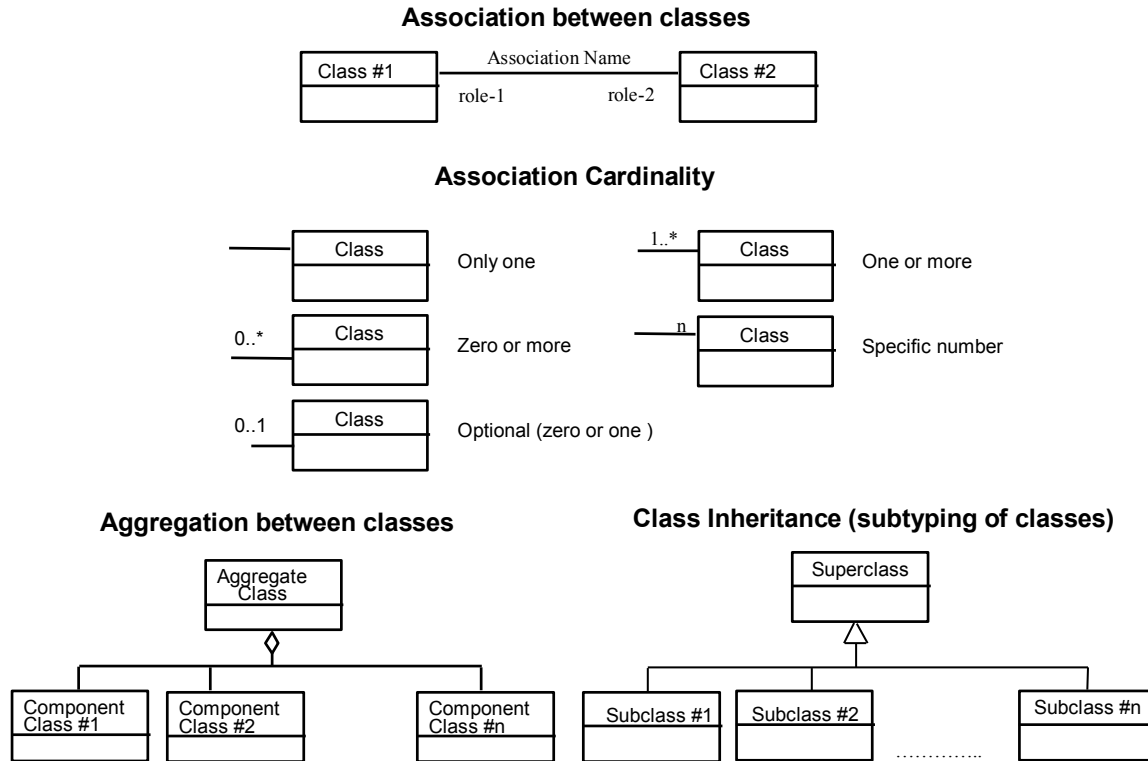 Association between classes
Class #1
Association Name
Class #2
role-1
role-2
Association Cardinality
Class
Only one
1..*
Class
One or more
0..*
Class
Zero or more
n
Class
Specific number
0..1
Class
Optional (zero or one )
Aggregation between classes
Aggregate
Class
Component
Class #1
Component
Class #2
Component
Class #n
Class Inheritance (subtyping of classes)
Superclass
Subclass #1
Subclass #2
.............
Subclass #n